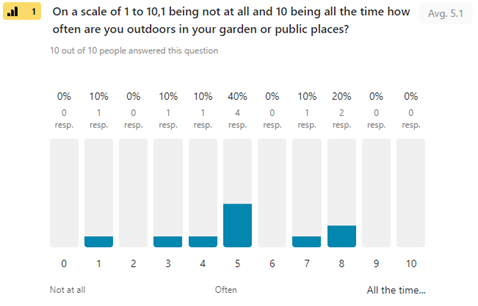 1 On a scale of 1 to 10,1 being not at all and 10 being all the time how Avg. 5.1
often are you outdoors in your garden or public places?
10 out of 10 people answered this question
0% 10% 0% 10% 10% 40% 0% 10% 20% 0% 0%
0 1 0 1 1 4 0 1 2 0 0
resp. resp. resp. resp. resp. resp. resp. resp. resp. resp. resp.
0 1 2 3 4 5 6 7 8 9 10
Not at all Often All the time...